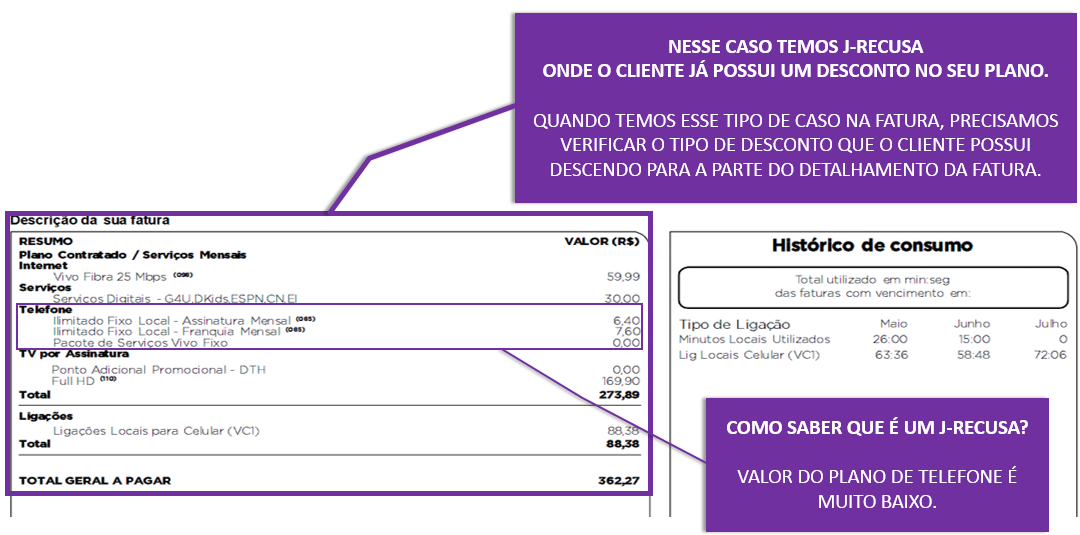 NESSE CASO TEMOS J-RECUSA
ONDE O CLIENTE JÁ POSSUI UM DESCONTO NO SEU PLANO.
QUANDO TEMOS ESSE TIPO DE CASO NA FATURA, PRECISAMOS
VERIFICAR O TIPO DE DESCONTO QUE O CLIENTE POSSUI
DESCENDO PARA A PARTE DO DETALHAMENTO DA FATURA.
Descrição da sua fatura
RESUMO VALOR (R$)
Plano Contratado / Serviços Mensais
Internet
Vivo Fibra 25 Mbps (096) 59,99
Serviços
Serviços Digitais - G4U,DKids,ESPN,CN,EI 30,00
Telefone
Ilimitado Fixo Local - Assinatura Mensal (085) 6,40
Ilimitado Fixo Local - Franquia Mensal (085) 7,60
Pacote de Serviços Vivo Fixo 0,00
TV por Assinatura
Ponto Adicional Promocional - DTH 0,00
Full HD (110) 169,90
Total 273,89
Ligações
Ligações Locais para Celular (VC1) 88,38
Total 88,38
TOTAL GERAL A PAGAR 362,27
Histórico de consumo
Total utilizado em min:seg
das faturas com vencimento em:
Tipo de Ligação Maio Junho Julho
Minutos Locais Utilizados 26:00 15:00 0
Lig Locais Celular (VC1) 63:36 58:48 72:06
COMO SABER QUE É UM J-RECUSA?
VALOR DO PLANO DE TELEFONE É
MUITO BAIXO.